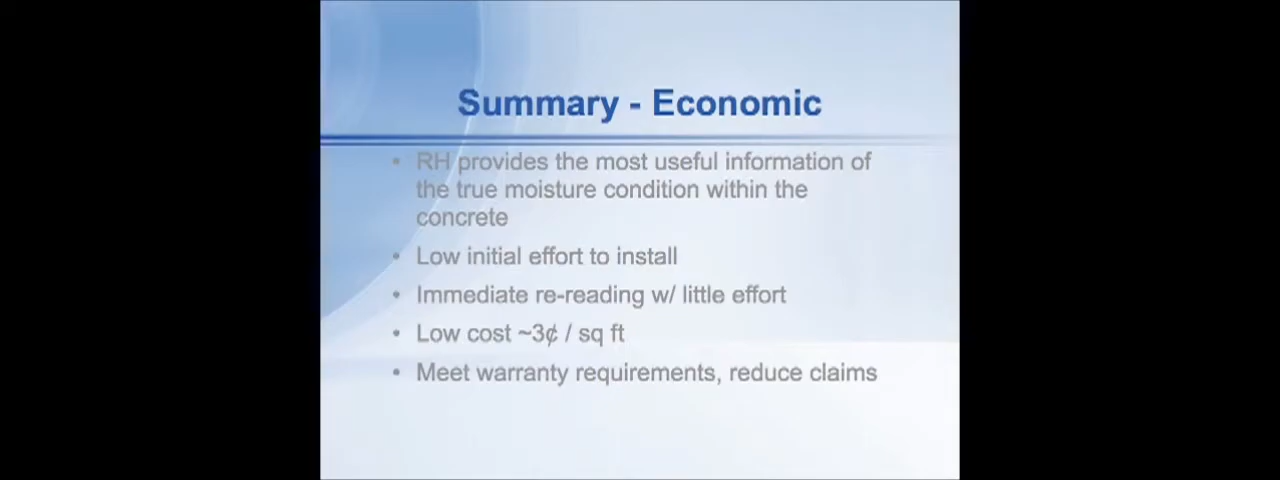 Summary - Economic
• RH provides the most useful information of
the true moisture condition within the
concrete
• Low initial effort to install
• Immediate re-reading w/ little effort
• Low cost ~3¢ / sq ft
• Meet warranty requirements, reduce claims